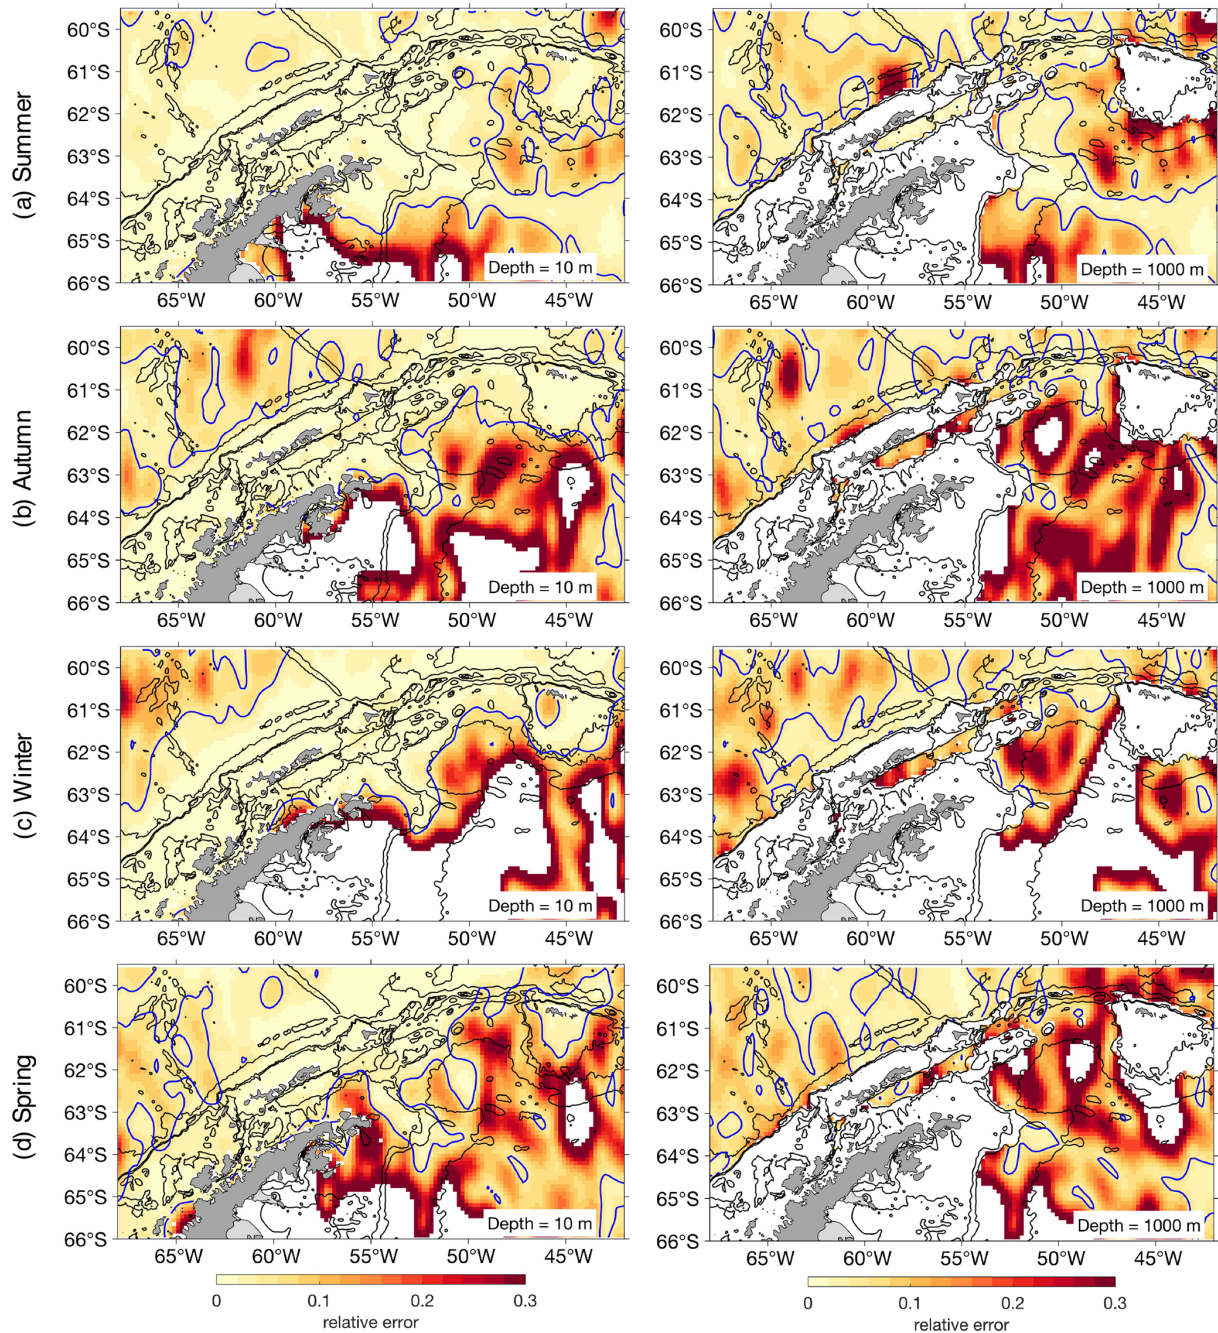 (a) Summer
60°S
61°S
62°S
63°S
64°S
65°S
66°S
65°W 60°W 55°W 50°W 45°W
Depth = 10 m
60°S
61°S
62°S
63°S
64°S
65°S
66°S
65°W 60°W 55°W 50°W 45°W
Depth = 1000 m
(b) Autumn
60°S
61°S
62°S
63°S
64°S
65°S
66°S
65°W 60°W 55°W 50°W 45°W
Depth = 10 m
60°S
61°S
62°S
63°S
64°S
65°S
66°S
65°W 60°W 55°W 50°W 45°W
Depth = 1000 m
(c) Winter
60°S
61°S
62°S
63°S
64°S
65°S
66°S
65°W 60°W 55°W 50°W 45°W
Depth = 10 m
60°S
61°S
62°S
63°S
64°S
65°S
66°S
65°W 60°W 55°W 50°W 45°W
Depth = 1000 m
(d) Spring
60°S
61°S
62°S
63°S
64°S
65°S
66°S
65°W 60°W 55°W 50°W 45°W
Depth = 10 m
60°S
61°S
62°S
63°S
64°S
65°S
66°S
65°W 60°W 55°W 50°W 45°W
Depth = 1000 m
0 0.1 0.2 0.3
relative error
0 0.1 0.2 0.3
relative error